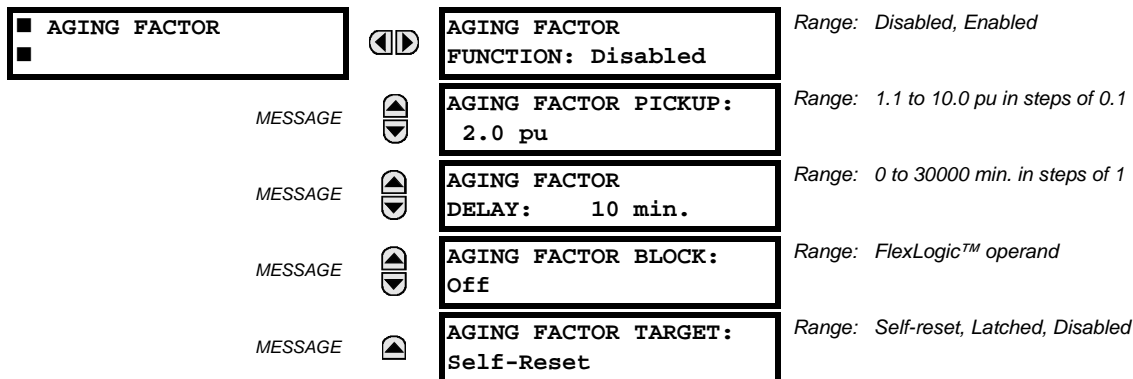 ■ AGING FACTOR
■
AGING FACTOR
FUNCTION: Disabled
Range: Disabled, Enabled
MESSAGE
AGING FACTOR PICKUP:
2.0 pu
Range: 1.1 to 10.0 pu in steps of 0.1
MESSAGE
AGING FACTOR
DELAY: 10 min.
Range: 0 to 30000 min. in steps of 1
MESSAGE
AGING FACTOR BLOCK:
Off
Range: FlexLogic™ operand
MESSAGE
AGING FACTOR TARGET:
Self-Reset
Range: Self-reset, Latched, Disabled